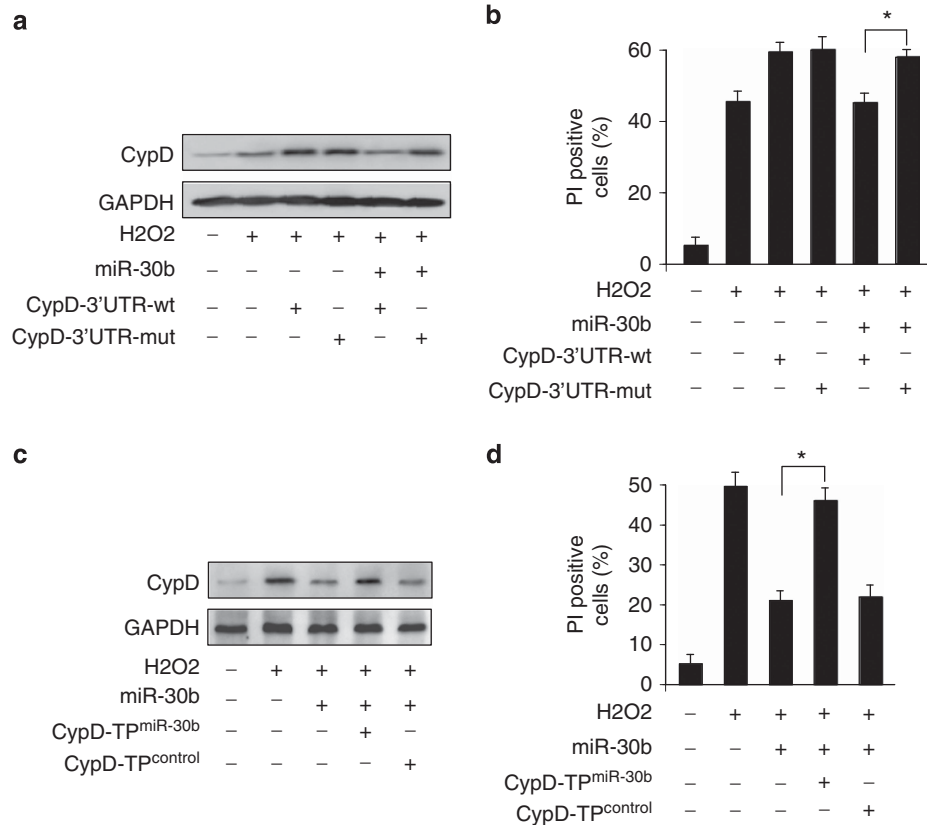 a
CypD
GAPDH
H2O2 – + + + + +
miR-30b – – – – + +
CypD-3'UTR-wt – – + – + –
CypD-3'UTR-mut – – – + – +
b
*
60
40
20
0
PI positive
cells (%)
H2O2 – + + + + +
miR-30b – – – – + +
CypD-3'UTR-wt – – + – + –
CypD-3'UTR-mut – – – + – +
c
CypD
GAPDH
H2O2 – + + + +
miR-30b – – + + +
CypD-TPmiR-30b – – – + –
CypD-TPcontrol – – – – +
d
*
50
40
30
20
10
0
PI positive
cells (%)
H2O2 – + + + +
miR-30b – – + + +
CypD-TPmiR-30b – – – + –
CypD-TPcontrol – – – – +